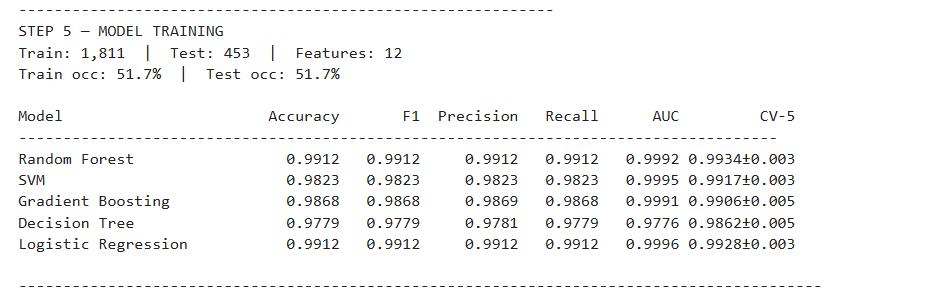 ------------------------------------------------------------
STEP 5 — MODEL TRAINING
Train: 1,811  |  Test: 453  |  Features: 12
Train occ: 51.7%  |  Test occ: 51.7%
Model                         Accuracy       F1  Precision   Recall      AUC         CV-5
-------------------------------------------------------------------------------------
Random Forest                   0.9912   0.9912     0.9912   0.9912   0.9992 0.9934±0.003
SVM                             0.9823   0.9823     0.9823   0.9823   0.9995 0.9917±0.003
Gradient Boosting               0.9868   0.9868     0.9869   0.9868   0.9991 0.9906±0.005
Decision Tree                   0.9779   0.9779     0.9781   0.9779   0.9776 0.9862±0.005
Logistic Regression             0.9912   0.9912     0.9912   0.9912   0.9996 0.9928±0.003
------------------------------------------------------------------------------------------